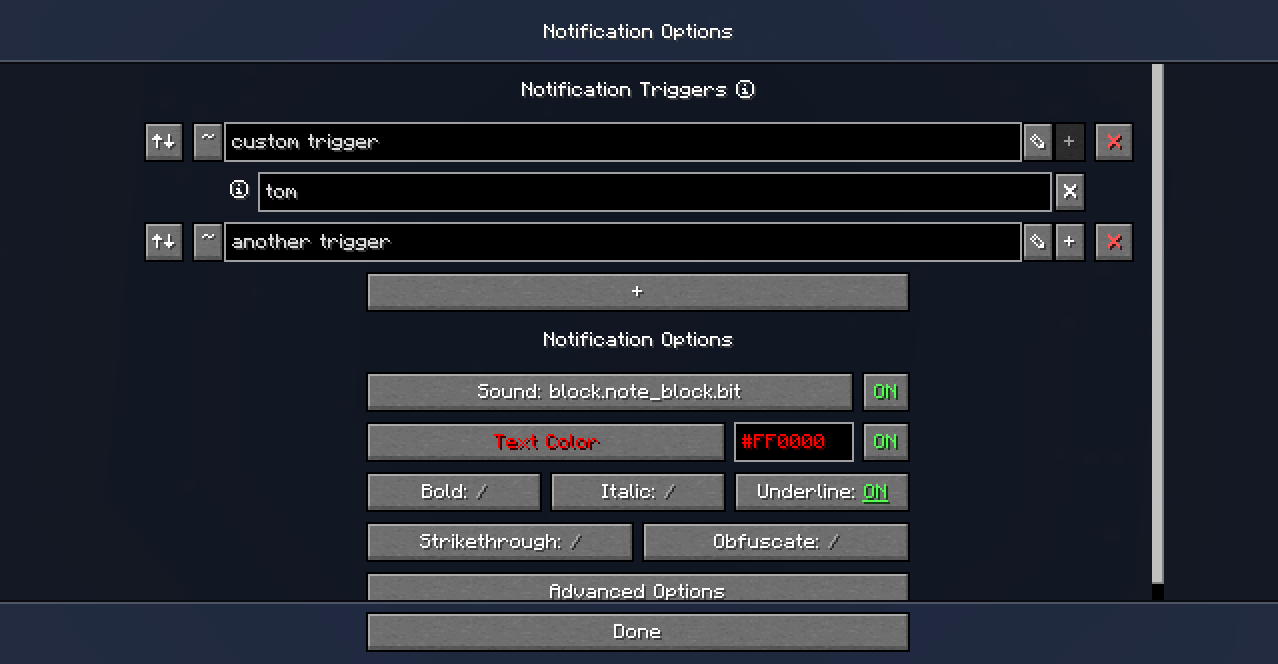 Notification Options
Notification Triggers ⓘ
↑↓ ~ custom trigger ✎ + ✕
ⓘ tom ✕
↑↓ ~ another trigger ✎ + ✕
+
Notification Options
Sound: block.note_block.bit ON
Text Color #FF0000 ON
Bold: / Italic: / Underline: ON
Strikethrough: / Obfuscate: /
Advanced Options
Done